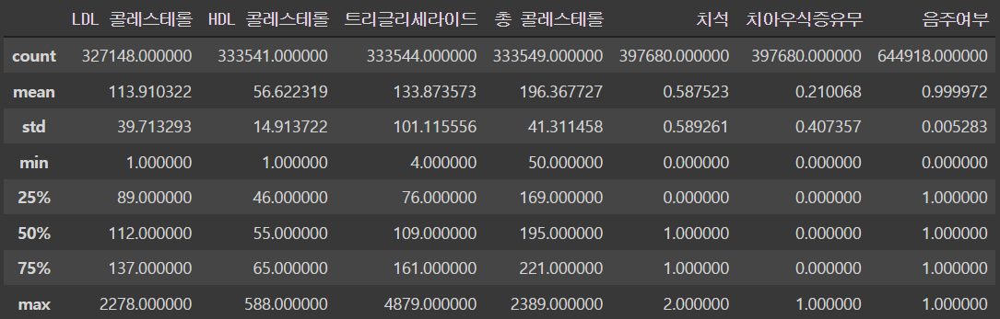 LDL 콜레스테롤 HDL 콜레스테롤 트리글리세라이드 총 콜레스테롤 치석 치아우식증유무 음주여부
count 327148.000000 333541.000000 333544.000000 333549.000000 397680.000000 397680.000000 644918.000000
mean 113.910322 56.622319 133.873573 196.367727 0.587523 0.210068 0.999972
std 39.713293 14.913722 101.115556 41.311458 0.589261 0.407357 0.005283
min 1.000000 1.000000 4.000000 50.000000 0.000000 0.000000 0.000000
25% 89.000000 46.000000 76.000000 169.000000 0.000000 0.000000 1.000000
50% 112.000000 55.000000 109.000000 195.000000 1.000000 0.000000 1.000000
75% 137.000000 65.000000 161.000000 221.000000 1.000000 0.000000 1.000000
max 2278.000000 588.000000 4879.000000 2389.000000 2.000000 1.000000 1.000000